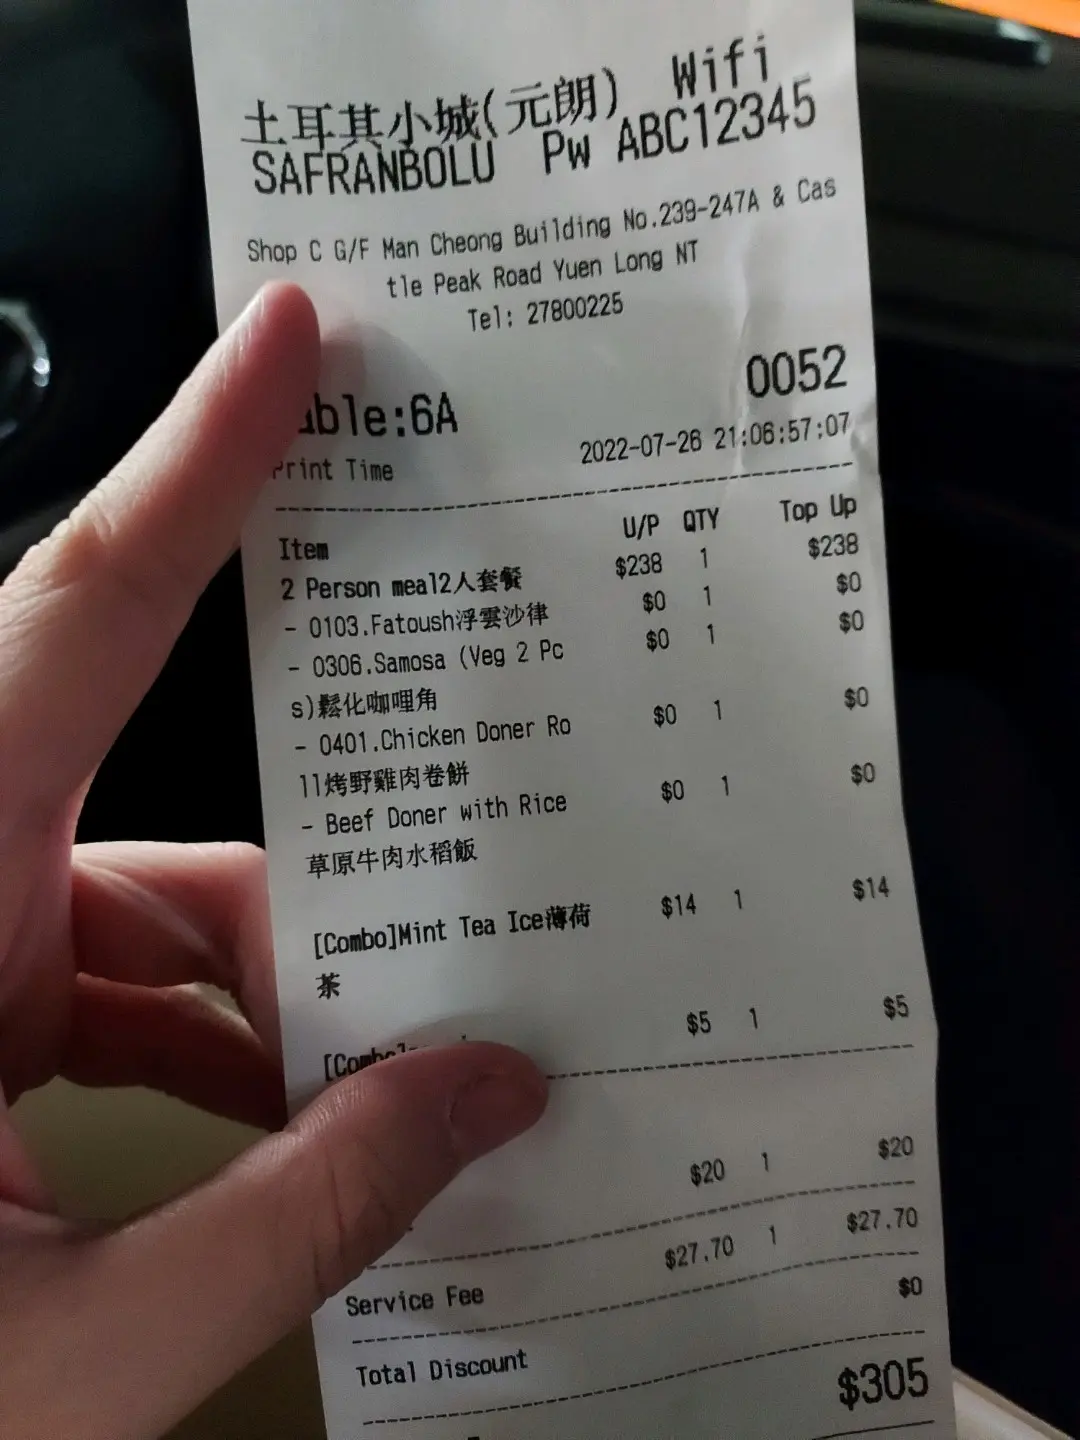 土耳其小城(元朗) Wifi
SAFRANBOLU Pw ABC12345
Shop C G/F Man Cheong Building No.239-247A & Cas
tle Peak Road Yuen Long NT
Tel: 27800225
0052
able:6A
Print Time 2022-07-26 21:06:57:07
Item U/P QTY Top Up
2 Person meal2人套餐 $238 1 $238
- 0103.Fatoush浮雲沙律 $0 1 $0
- 0306.Samosa (Veg 2 Pc $0 1 $0
s)鬆化咖哩角
- 0401.Chicken Doner Ro $0 1 $0
ll烤野雞肉卷餅
- Beef Doner with Rice $0 1 $0
草原牛肉水稻飯
[Combo]Mint Tea Ice薄荷 $14 1 $14
茶
[Combo] $5 1 $5
$20 1 $20
Service Fee $27.70 1 $27.70
Total Discount $0
$305